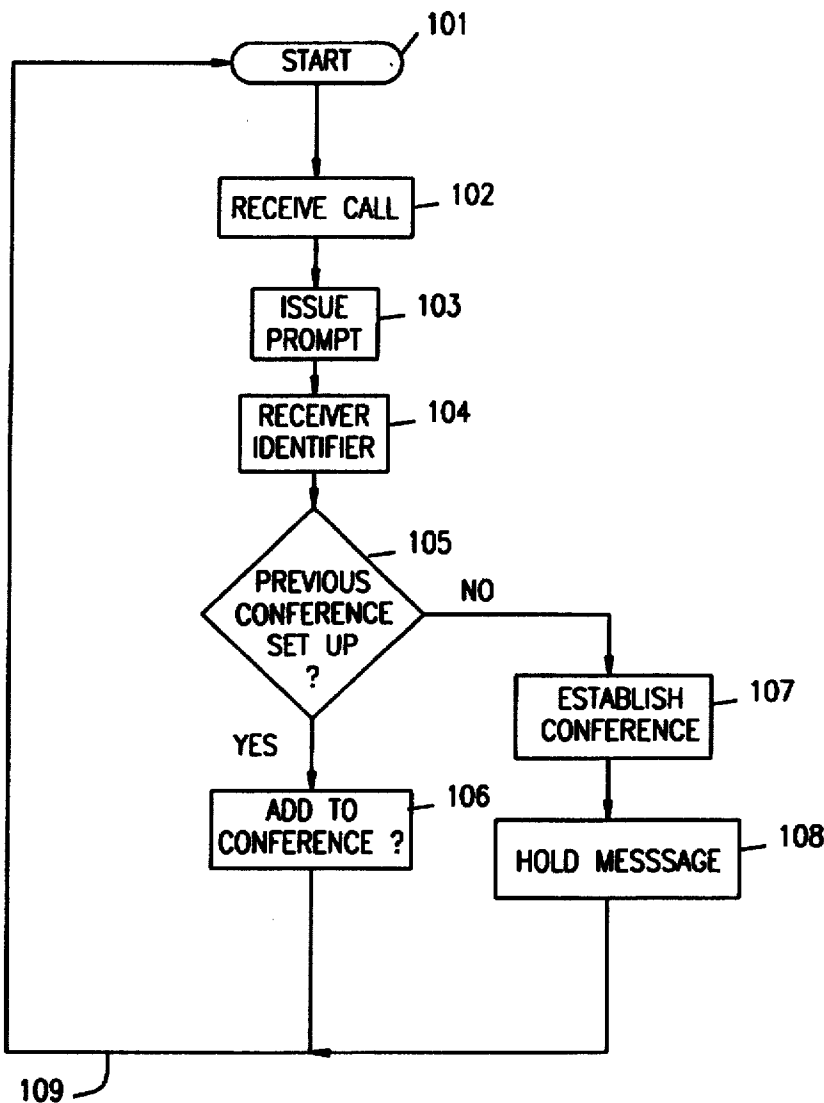 101
START
RECEIVE CALL
102
ISSUE
PROMPT
103
RECEIVER
IDENTIFIER
104
105
PREVIOUS
CONFERENCE
SET UP
?
NO
YES
ESTABLISH
CONFERENCE
107
ADD TO
CONFERENCE ?
106
HOLD MESSSAGE
108
109